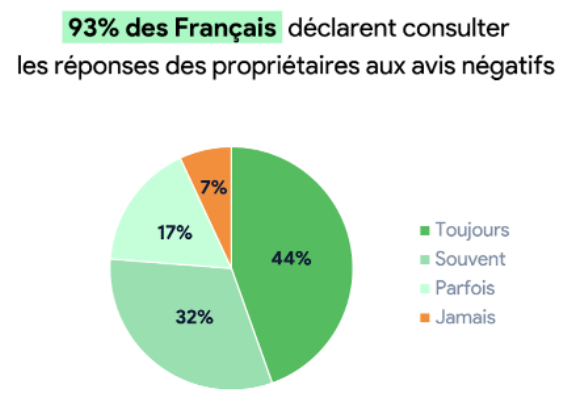 93% des Français déclarent consulter
les réponses des propriétaires aux avis négatifs
7%
17%
44%
32%
Toujours
Souvent
Parfois
Jamais